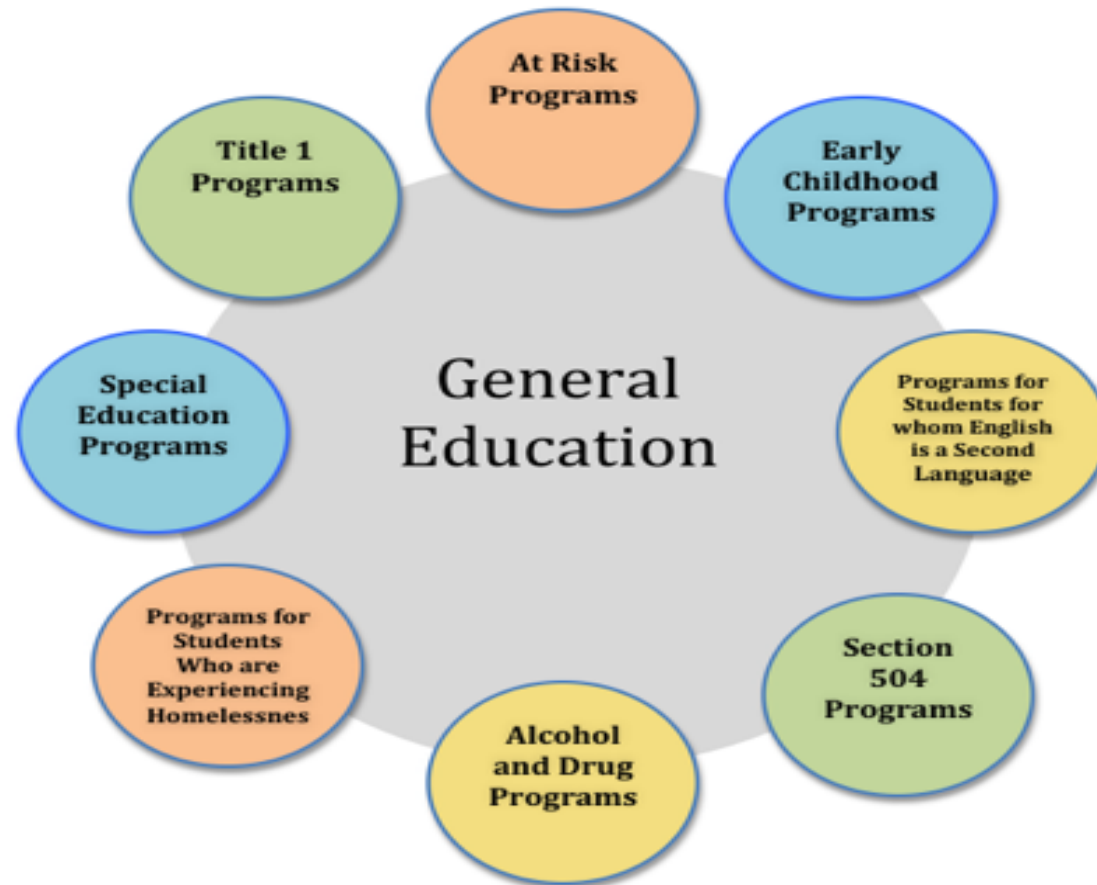 At Risk
Programs
Early
Childhood
Programs
Title 1
Programs
General
Education
Special
Education
Programs
Programs for
Students for
whom English
is a Second
Language
Programs for
Students
Who are
Experiencing
Homelessnes
Section
504
Programs
Alcohol
and Drug
Programs